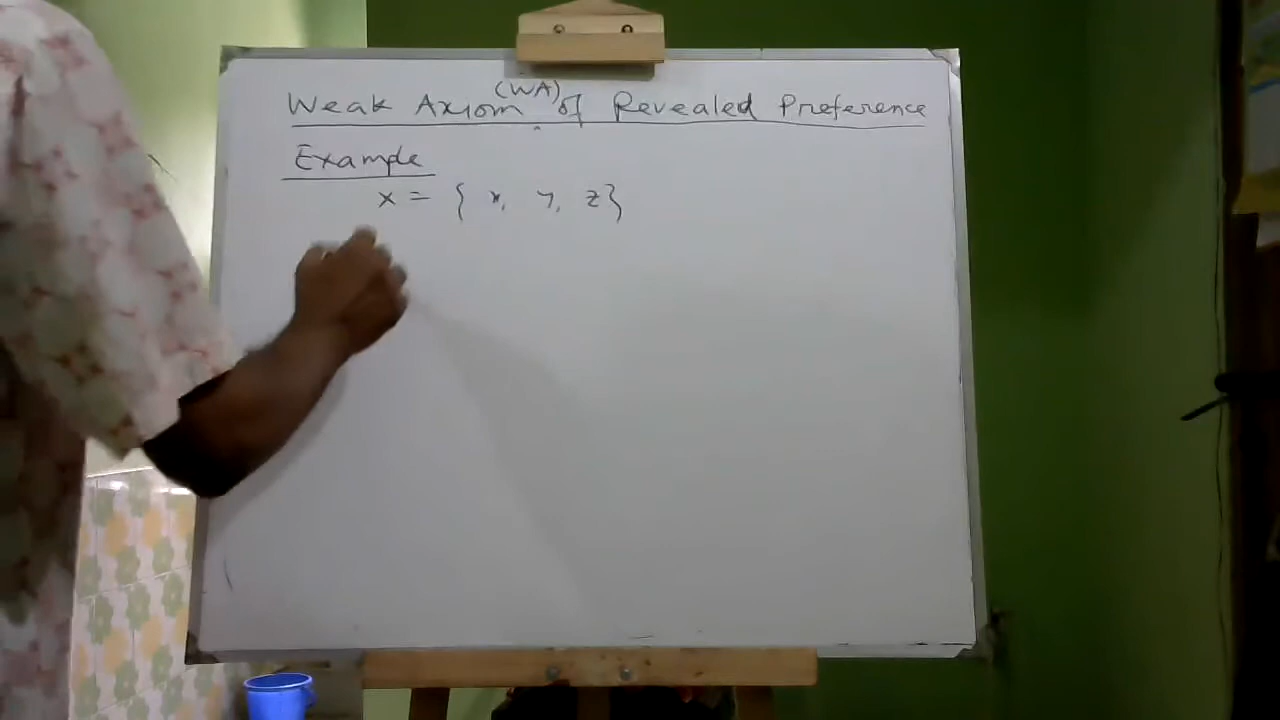 Weak Axiom (WA) of Revealed Preference
Example
X = { x, y, z}